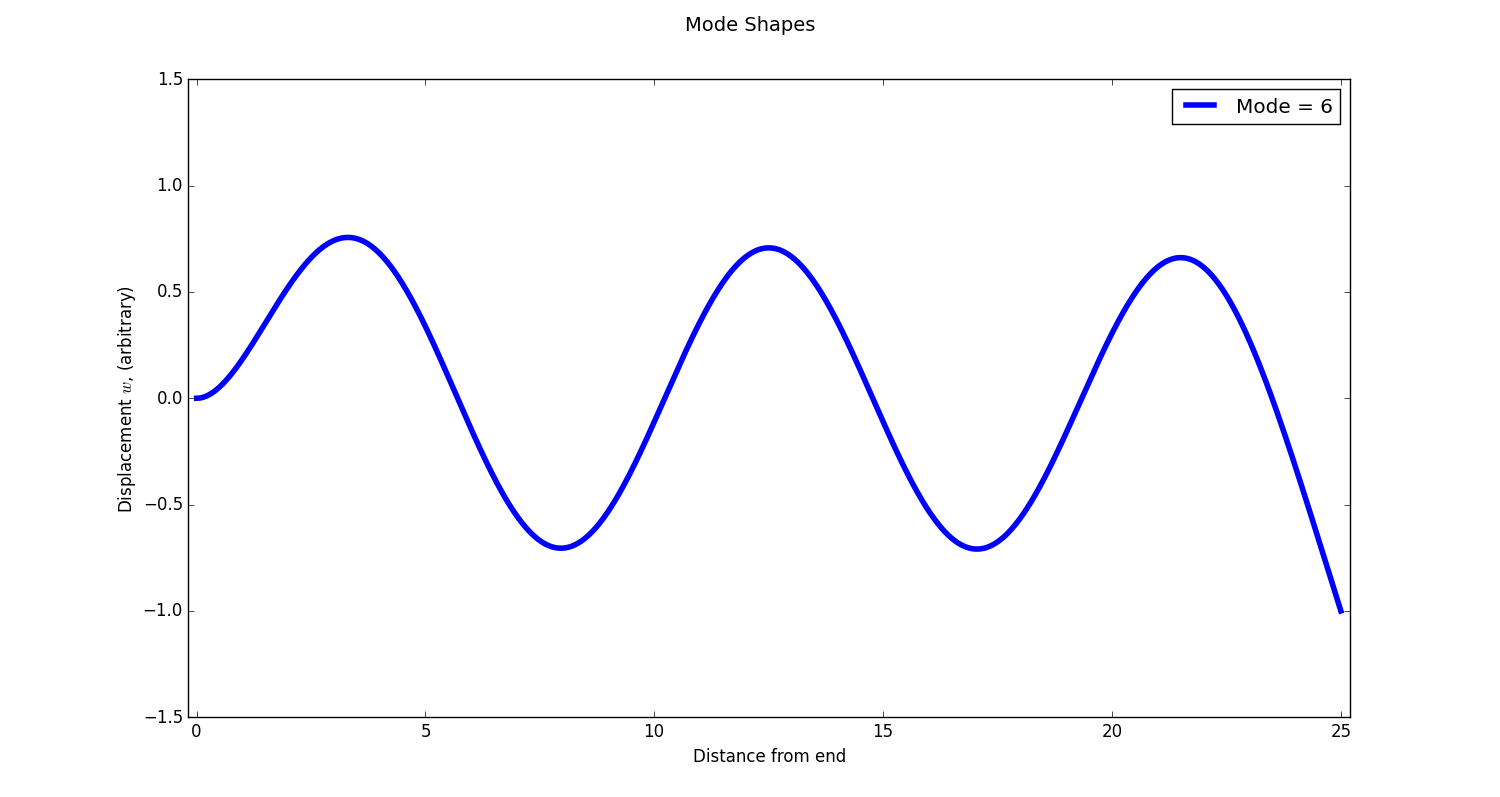 Mode Shapes
Mode = 6
1.5
1.0
0.5
0.0
−0.5
−1.0
−1.5
Displacement w, (arbitrary)
0 5 10 15 20 25
Distance from end